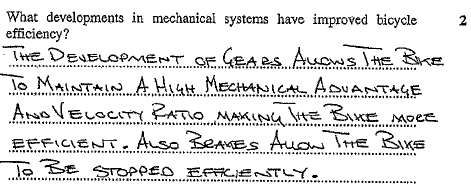 What developments in mechanical systems have improved bicycle 2
efficiency?
THE DEVELOPMENT OF GEARS ALLOWS THE BIKE
TO MAINTAIN A HIGH MECHANICAL ADVANTAGE
AND VELOCITY RATIO MAKING THE BIKE MORE
EFFICIENT. ALSO BRAKES ALLOW THE BIKE
TO BE STOPPED EFFICIENTLY.